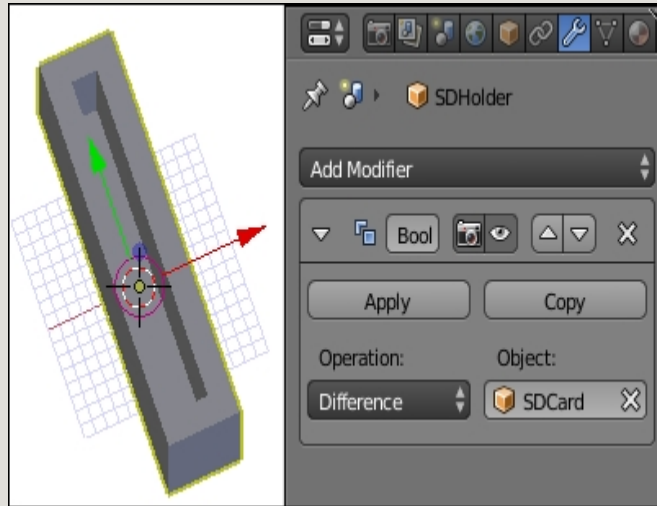 SDHolder
Add Modifier
Bool
Apply Copy
Operation: Object:
Difference SDCard